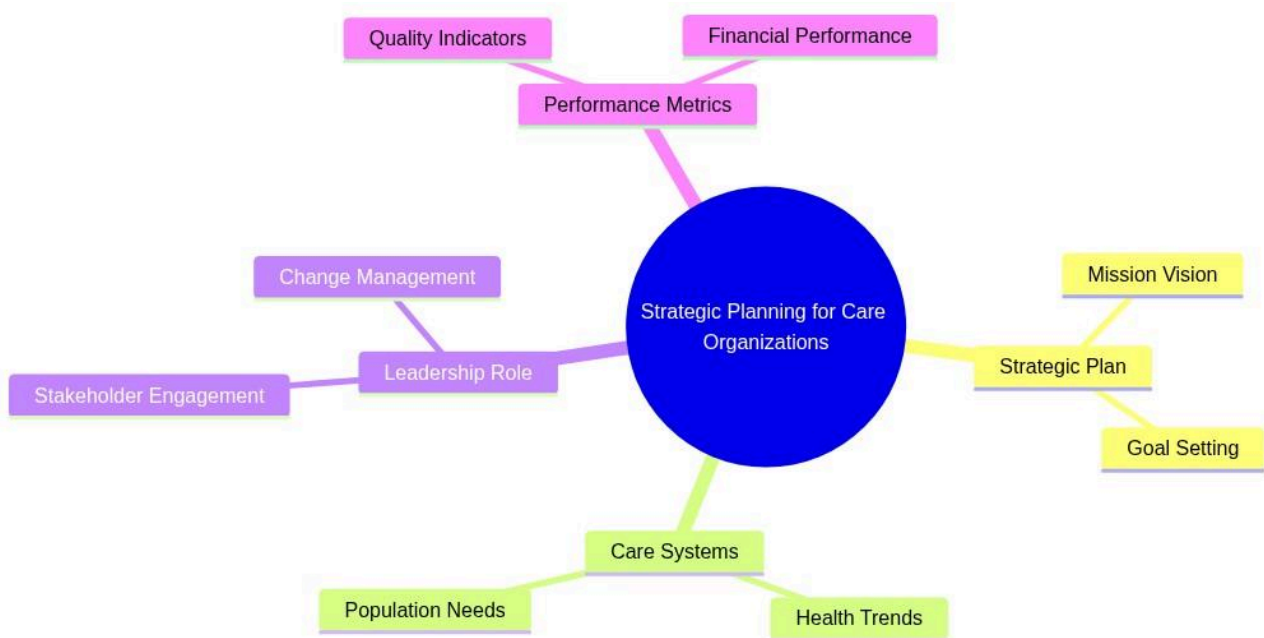 Quality Indicators
Financial Performance
Performance Metrics
Change Management
Mission Vision
Strategic Planning for Care
Organizations
Strategic Plan
Leadership Role
Stakeholder Engagement
Goal Setting
Care Systems
Population Needs
Health Trends